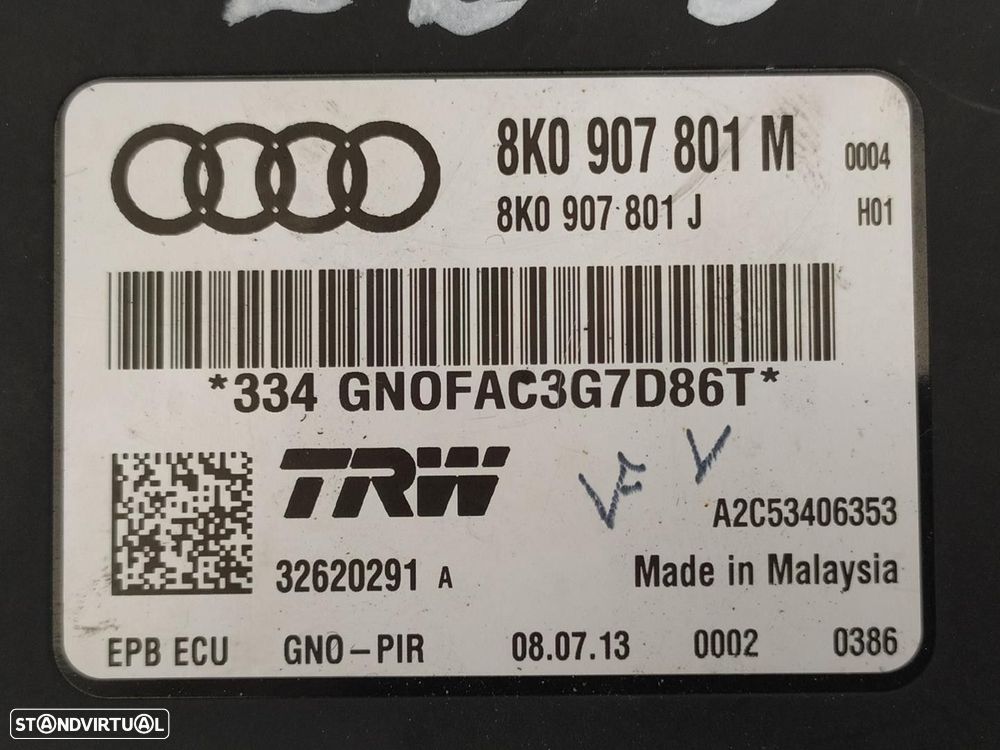 8K0 907 801 M 0004
8K0 907 801 J H01
*334 GNOFAC3G7D86T*
TRW
A2C53406353
32620291 A Made in Malaysia
EPB ECU GNO-PIR 08.07.13 0002 0386
STANDVIRTUAL